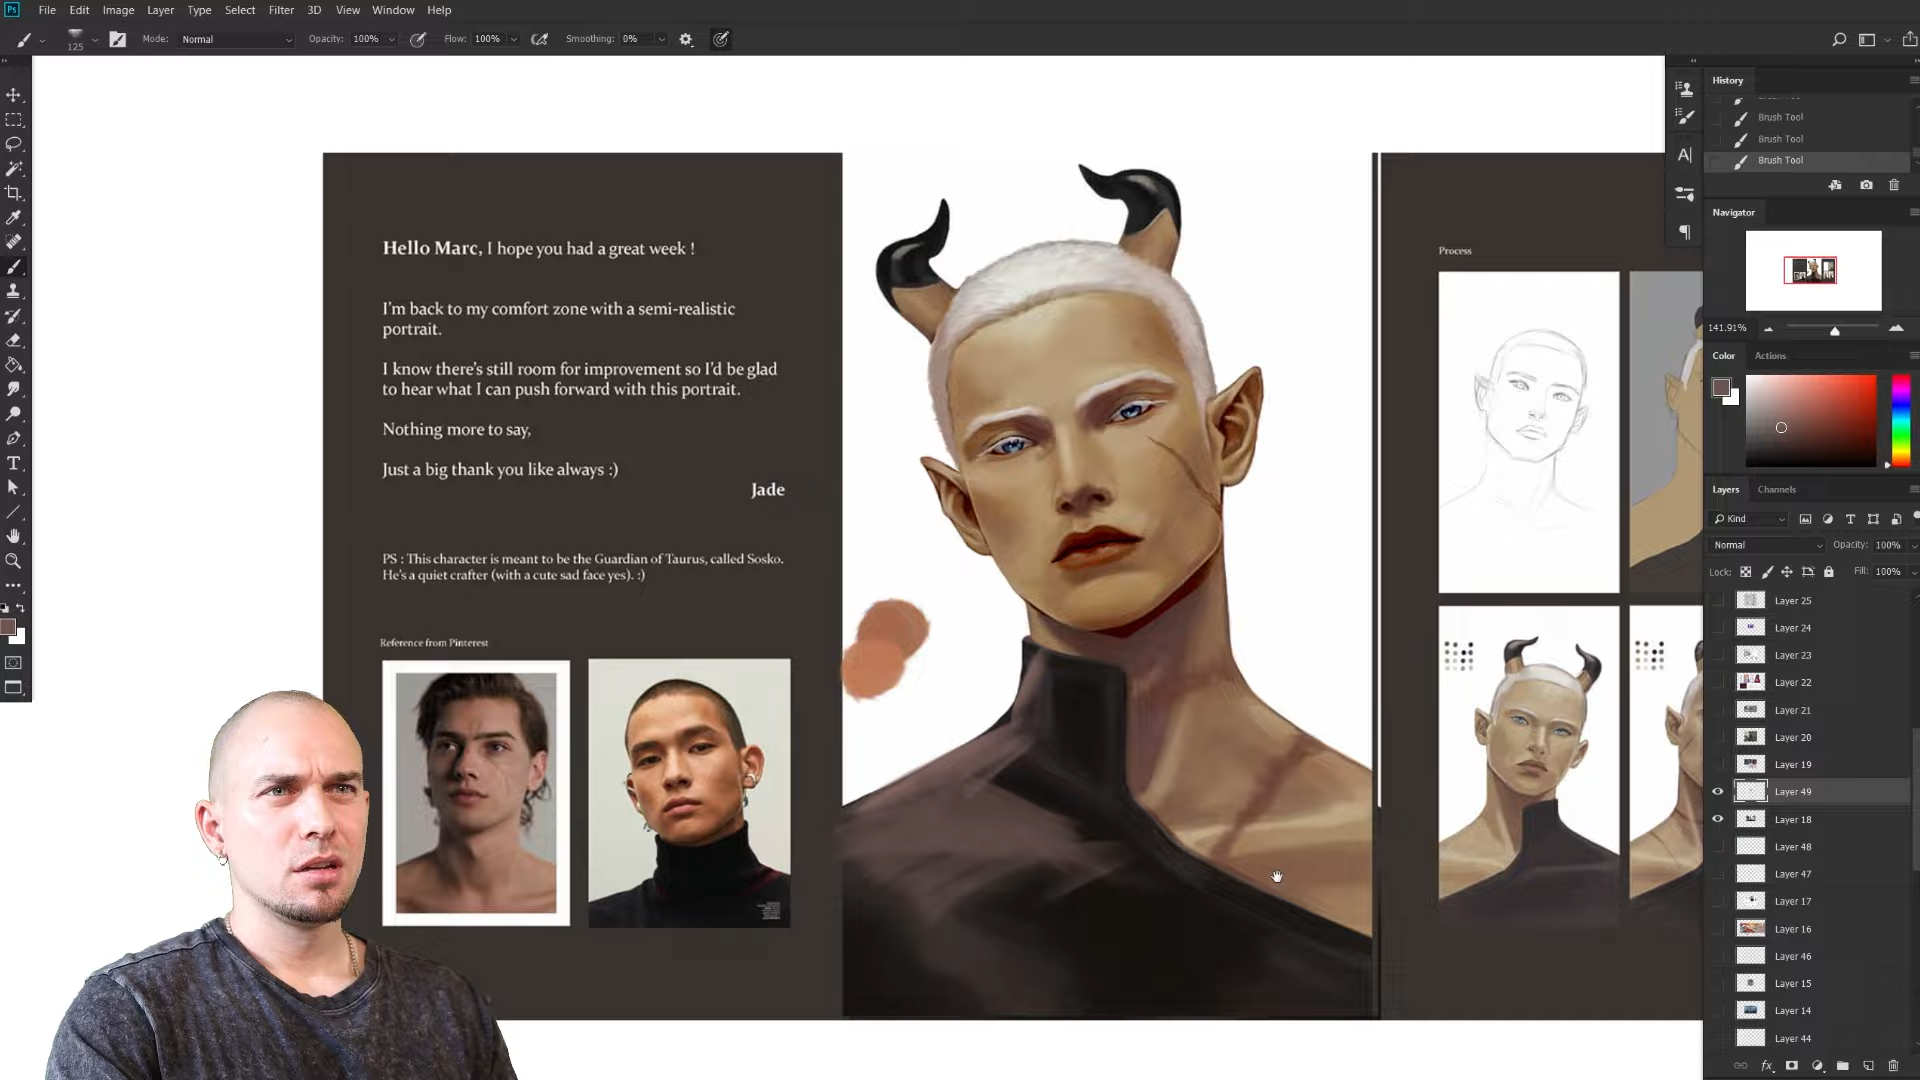 Ps File Edit Image Layer Type Select Filter 3D View Window Help
125 Mode: Normal Opacity: 100% Flow: 100% Smoothing: 0%
Hello Marc, I hope you had a great week !
I'm back to my comfort zone with a semi-realistic
portrait.
I know there's still room for improvement so I'd be glad
to hear what I can push forward with this portrait.
Nothing more to say,
Just a big thank you like always :)
Jade
PS : This character is meant to be the Guardian of Taurus, called Sosko.
He's a quiet crafter (with a cute sad face yes). :)
Reference from Pinterest
Process
History
Brush Tool
Brush Tool
Brush Tool
Navigator
141.91%
Color Actions
Layers Channels
Kind
Normal Opacity: 100%
Lock: Fill: 100%
Layer 25
Layer 24
Layer 23
Layer 22
Layer 21
Layer 20
Layer 19
Layer 49
Layer 18
Layer 48
Layer 47
Layer 17
Layer 16
Layer 46
Layer 15
Layer 14
Layer 44
fx